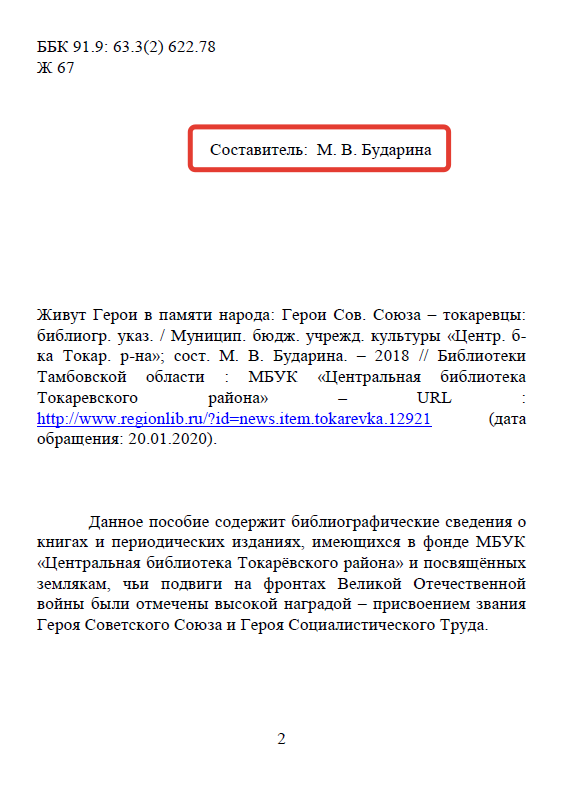 ББК 91.9: 63.3(2) 622.78
Ж 67
Составитель: М. В. Бударина
Живут Герои в памяти народа: Герои Сов. Союза – токаревцы:
библиогр. указ. / Муницип. бюдж. учрежд. культуры «Центр. б-
ка Токар. р-на»; сост. М. В. Бударина. – 2018 // Библиотеки
Тамбовской области : МБУК «Центральная библиотека
Токаревского района» – URL :
http://www.regionlib.ru/?id=news.item.tokarevka.12921 (дата
обращения: 20.01.2020).
Данное пособие содержит библиографические сведения о
книгах и периодических изданиях, имеющихся в фонде МБУК
«Центральная библиотека Токарёвского района» и посвящённых
землякам, чьи подвиги на фронтах Великой Отечественной
войны были отмечены высокой наградой – присвоением звания
Героя Советского Союза и Героя Социалистического Труда.
2